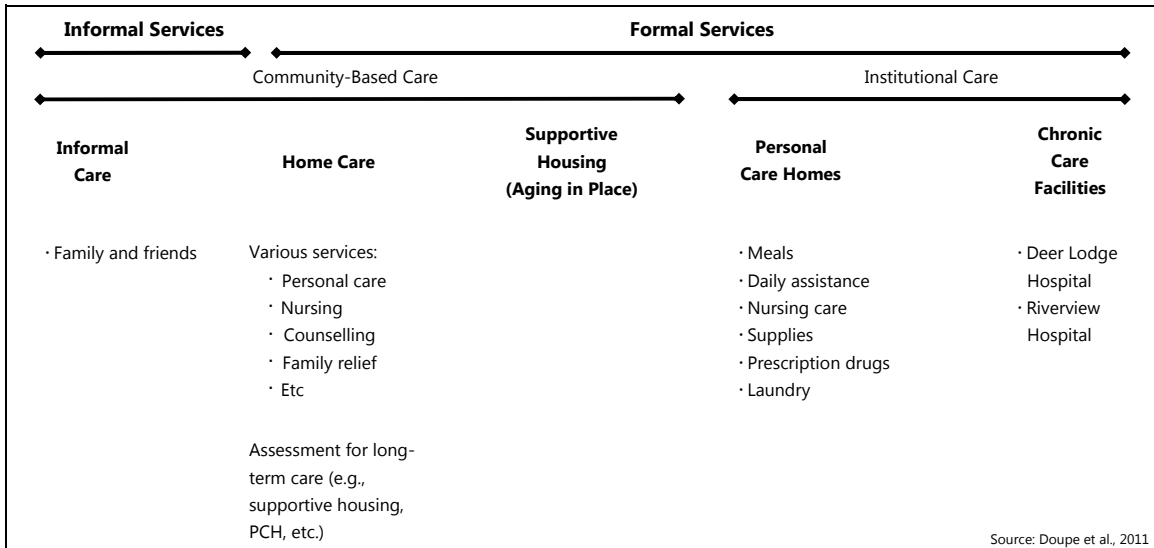 Informal Services
Formal Services
Community-Based Care
Institutional Care
Informal
Care
Home Care
Supportive
Housing
(Aging in Place)
Personal
Care Homes
Chronic
Care
Facilities
· Family and friends
Various services:
· Personal care
· Nursing
· Counselling
· Family relief
· Etc
Assessment for long-
term care (e.g.,
supportive housing,
PCH, etc.)
· Meals
· Daily assistance
· Nursing care
· Supplies
· Prescription drugs
· Laundry
· Deer Lodge
Hospital
· Riverview
Hospital
Source: Doupe et al., 2011